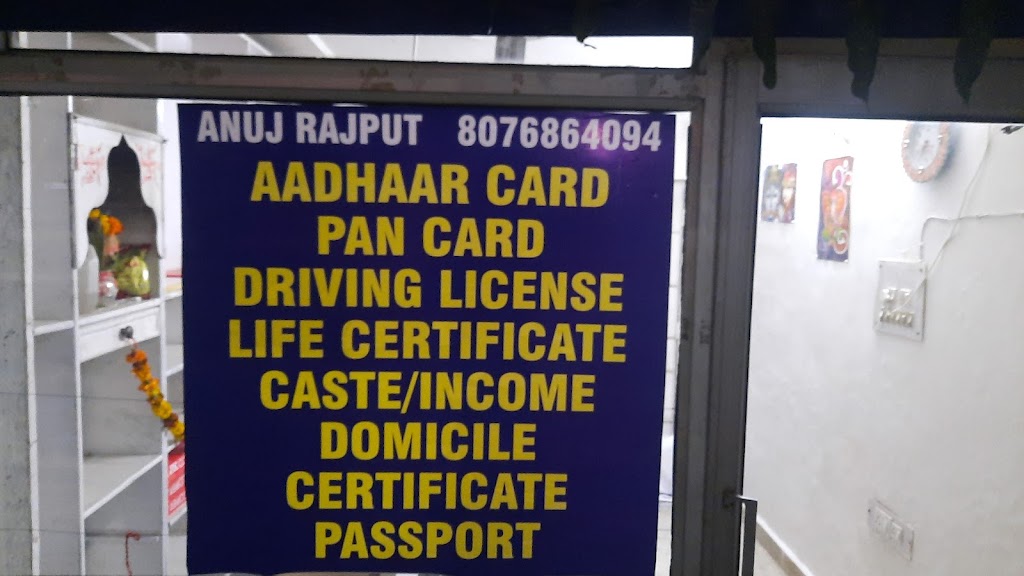 ANUJ RAJPUT 8076864094
AADHAAR CARD
PAN CARD
DRIVING LICENSE
LIFE CERTIFICATE
CASTE/INCOME
DOMICILE
CERTIFICATE
PASSPORT